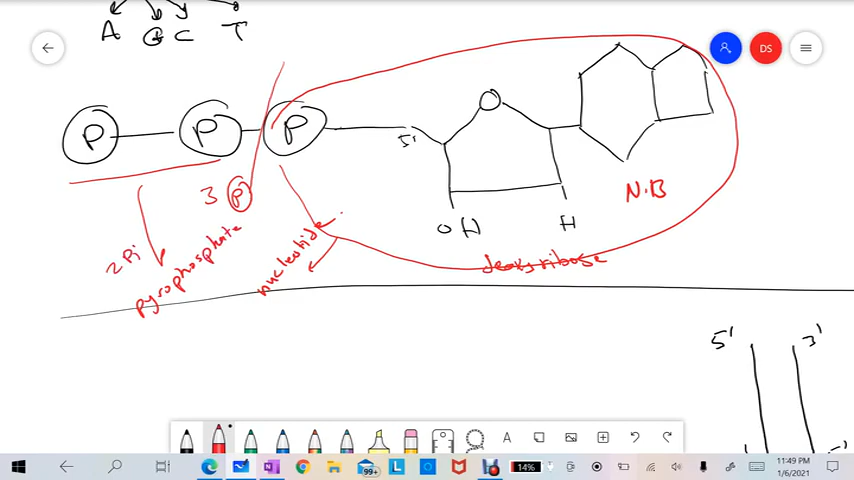 A G C T
DS
P P P
5'
3 P
N.B
OH H
2Pi
pyrophosphate
nucleotide
deoxyribose
5' 3'
A
99+
14%
11:49 PM
1/6/2021